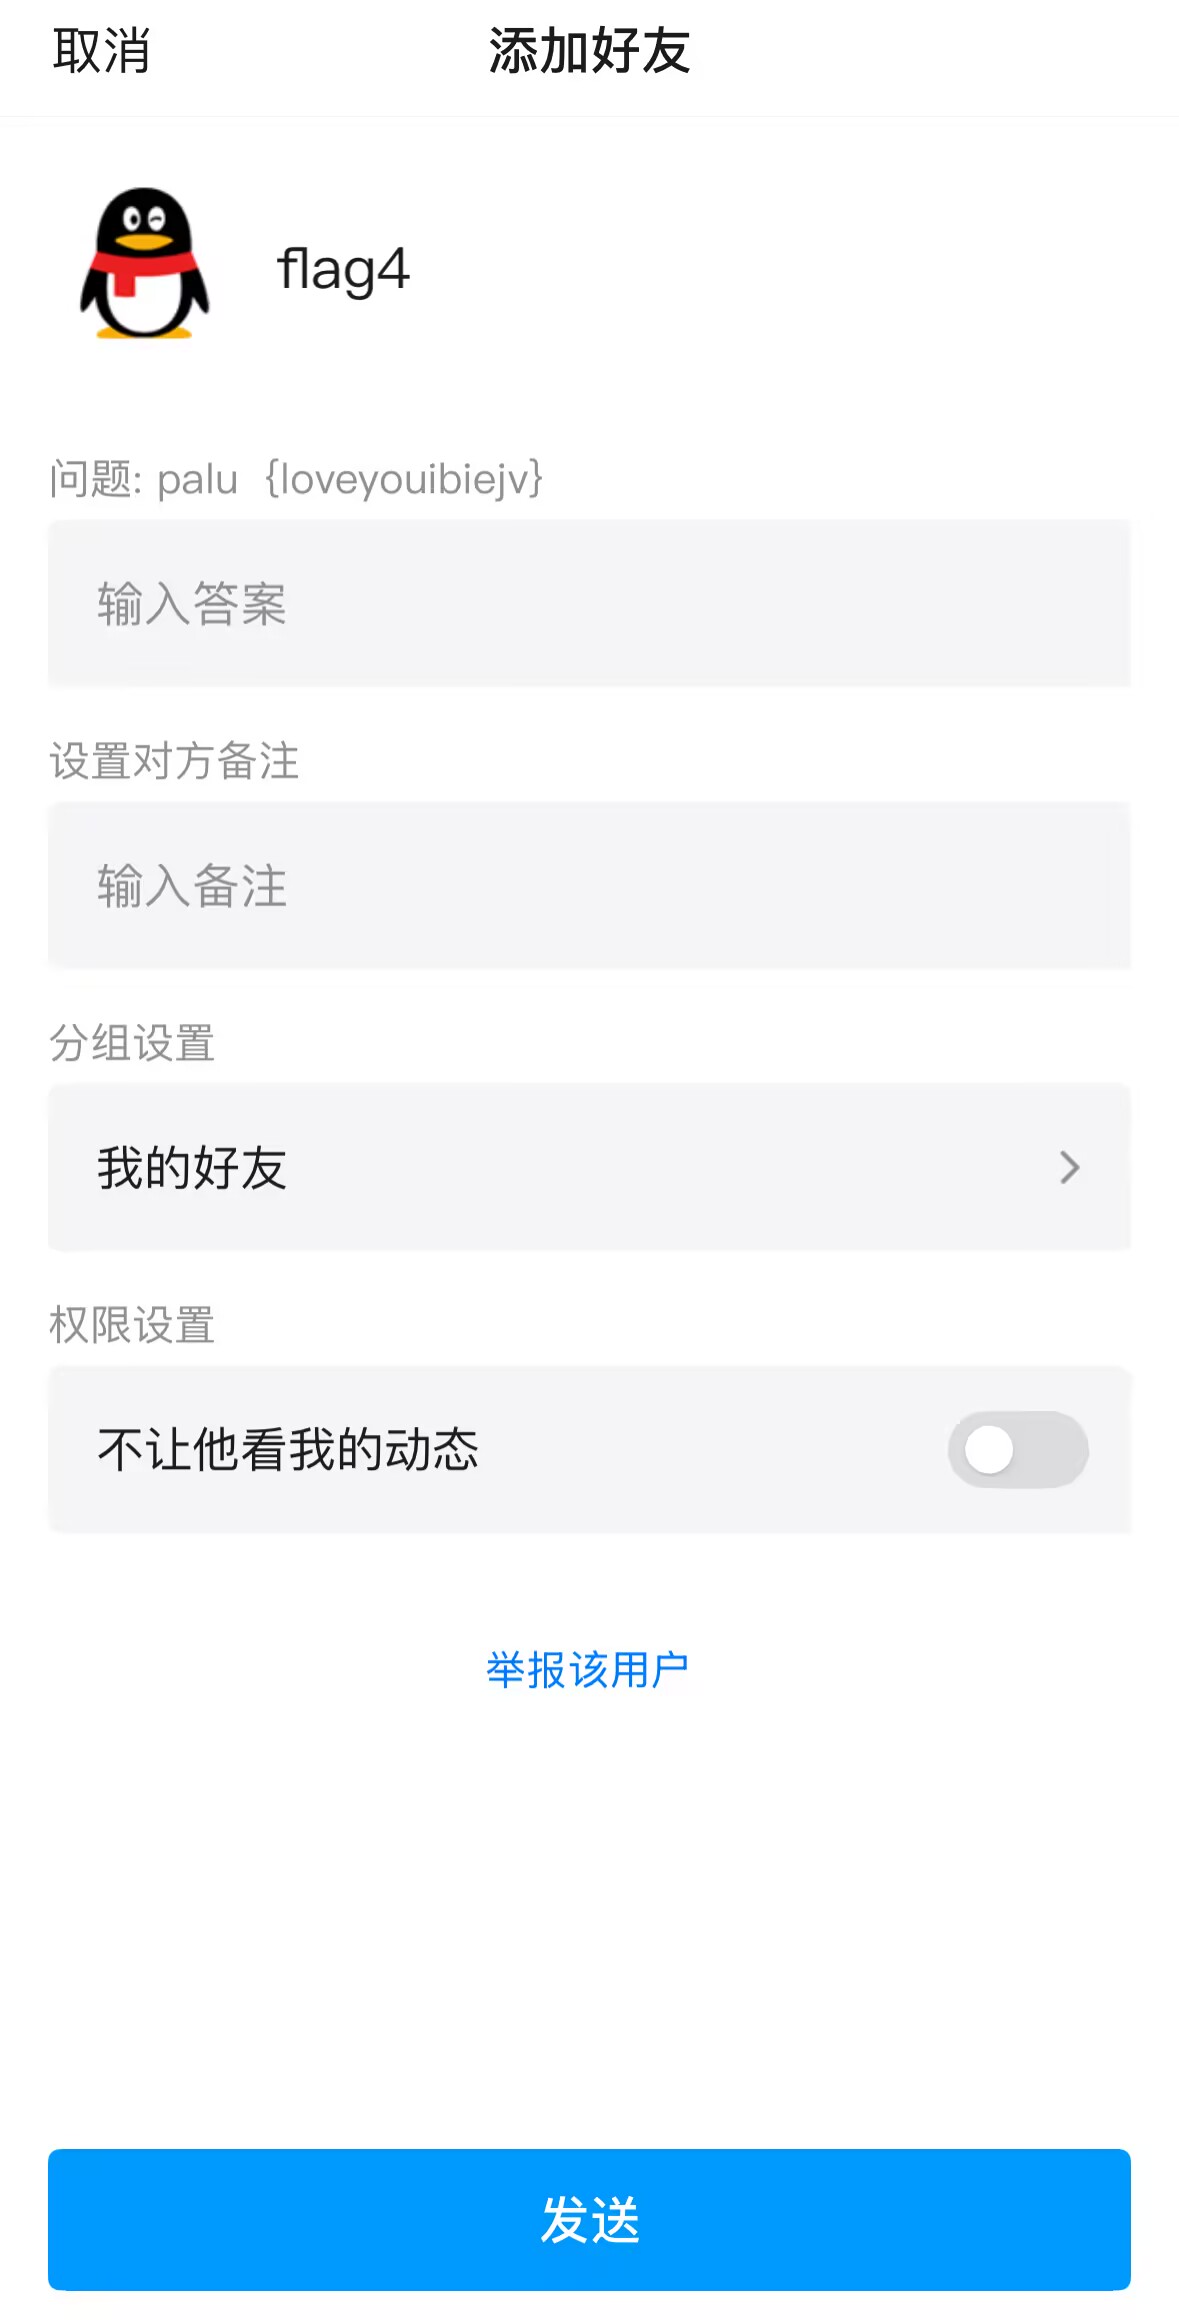 取消 添加好友
flag4
问题: palu {loveyouibiejv}
输入答案
设置对方备注
输入备注
分组设置
我的好友
权限设置
不让他看我的动态
举报该用户
发送